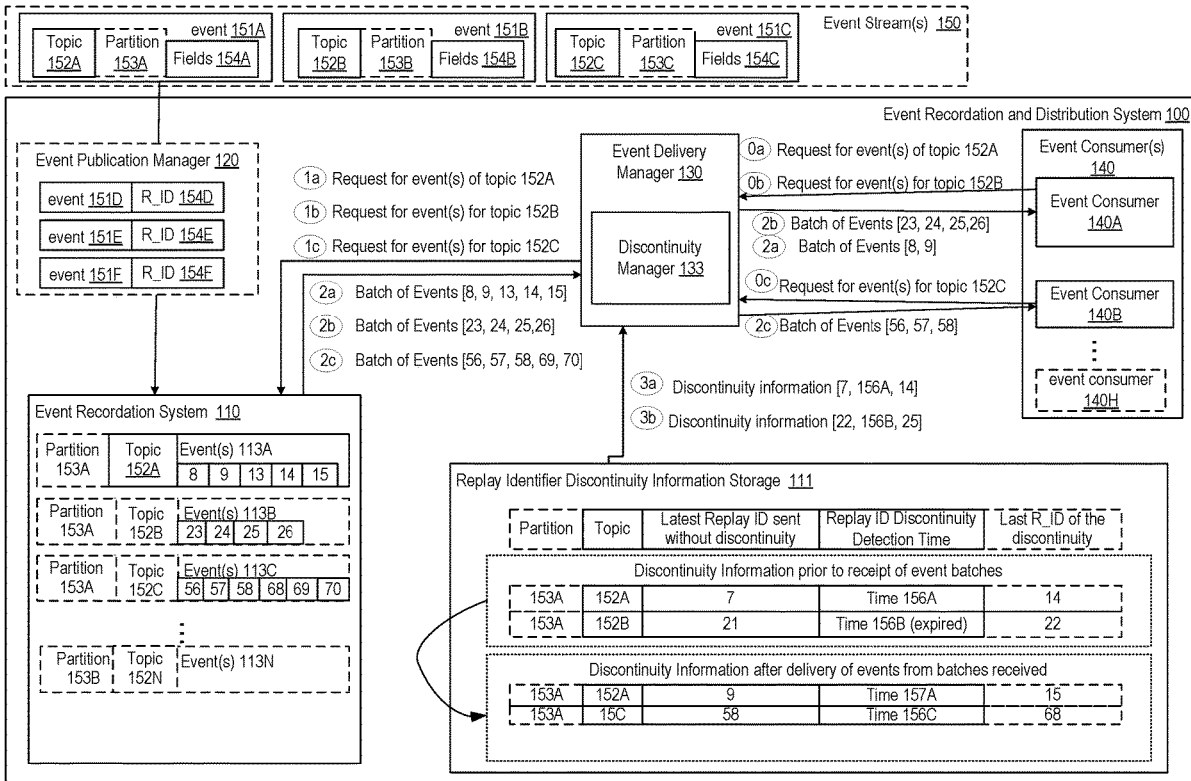 Event Stream(s) 150
event 151A
Topic 152A
Partition 153A
Fields 154A
event 151B
Topic 152B
Partition 153B
Fields 154B
event 151C
Topic 152C
Partition 153C
Fields 154C
Event Recordation and Distribution System 100
Event Publication Manager 120
event 151D R_ID 154D
event 151E R_ID 154E
event 151F R_ID 154F
1a Request for event(s) of topic 152A
1b Request for event(s) for topic 152B
1c Request for event(s) for topic 152C
2a Batch of Events [8, 9, 13, 14, 15]
2b Batch of Events [23, 24, 25,26]
2c Batch of Events [56, 57, 58, 69, 70]
Event Delivery
Manager 130
Discontinuity
Manager 133
0a Request for event(s) of topic 152A
0b Request for event(s) for topic 152B
2b Batch of Events [23, 24, 25,26]
2a Batch of Events [8, 9]
0c Request for event(s) for topic 152C
2c Batch of Events [56, 57, 58]
Event Consumer(s)
140
Event Consumer
140A
Event Consumer
140B
event consumer
140H
3a Discontinuity information [7, 156A, 14]
3b Discontinuity information [22, 156B, 25]
Event Recordation System 110
Partition 153A
Topic 152A
Event(s) 113A
8 9 13 14 15
Partition 153A
Topic 152B
Event(s) 113B
23 24 25 26
Partition 153A
Topic 152C
Event(s) 113C
56 57 58 68 69 70
Partition 153B
Topic 152N
Event(s) 113N
Replay Identifier Discontinuity Information Storage 111
Partition
Topic
Latest Replay ID sent without discontinuity
Replay ID Discontinuity Detection Time
Last R_ID of the discontinuity
Discontinuity Information prior to receipt of event batches
153A 152A 7 Time 156A 14
153A 152B 21 Time 156B (expired) 22
Discontinuity Information after delivery of events from batches received
153A 152A 9 Time 157A 15
153A 15C 58 Time 156C 68